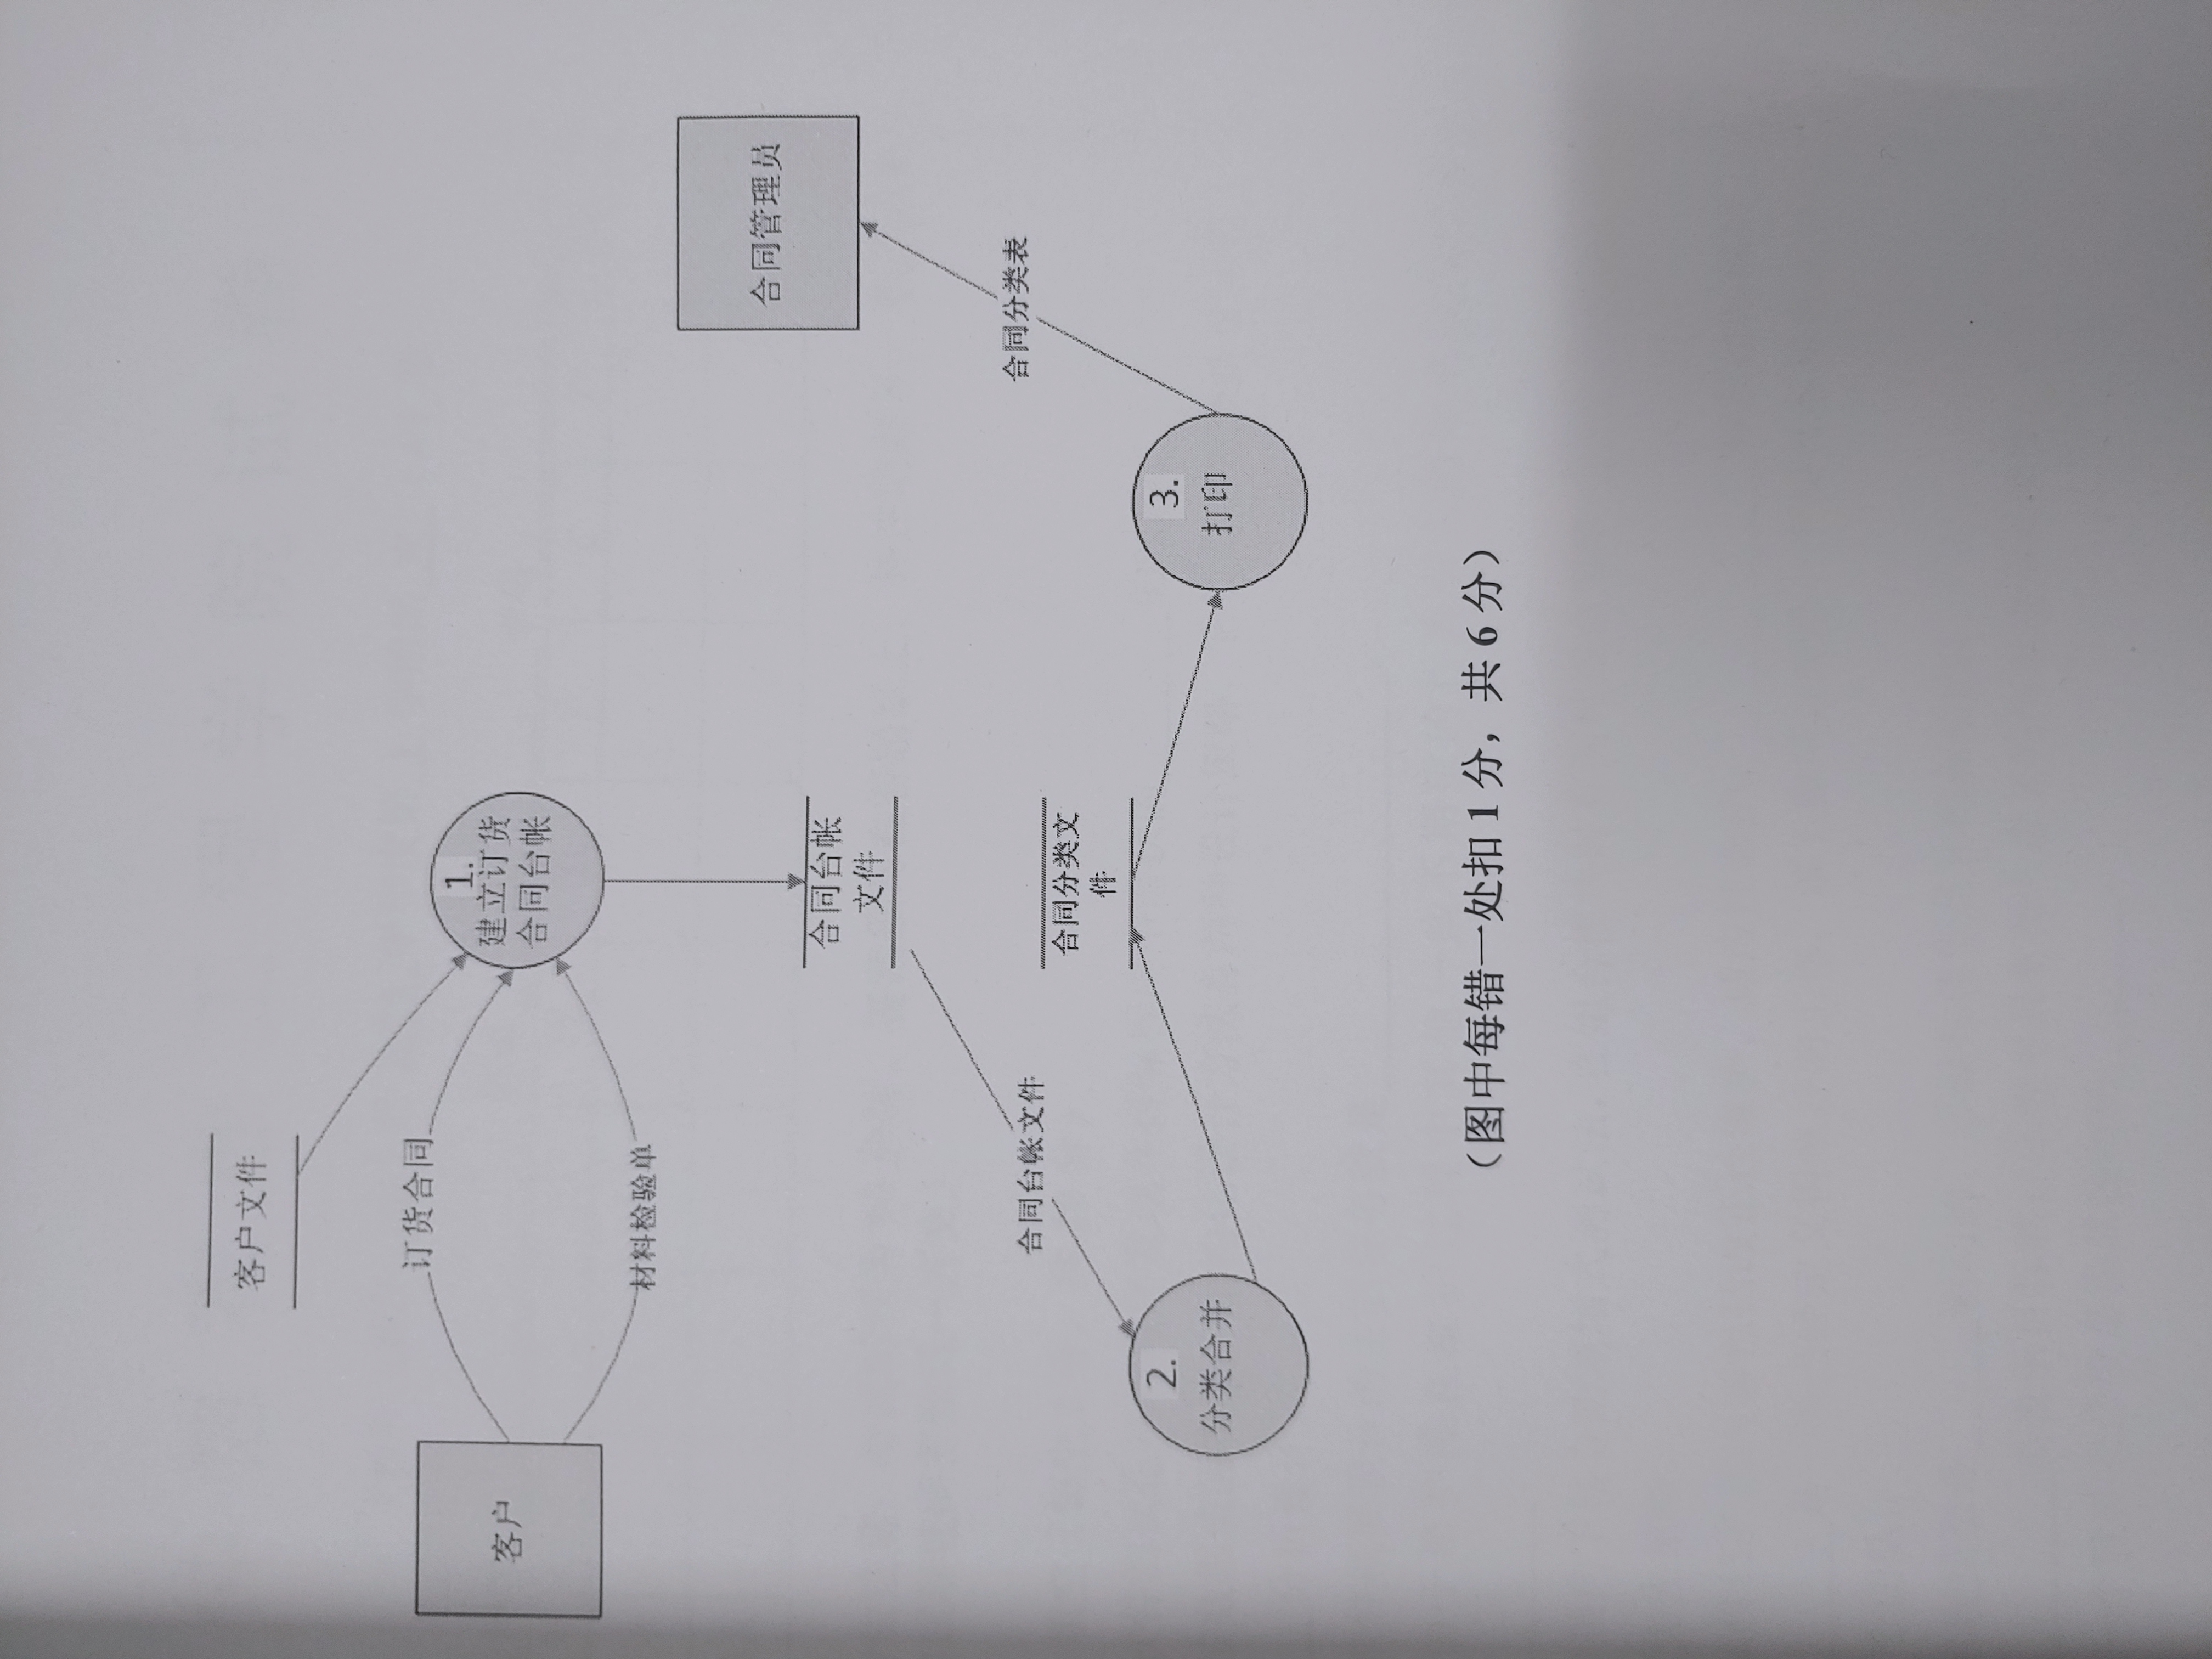 客户文件
订货合同
客户
1.
建立订货
合同台帐
材料检验单
合同管理员
合同台帐
文件
合同台帐文件
合同分类表
合同分类文
件
2.
分类合并
3.
打印
（图中每错一处扣 1 分，共 6 分）